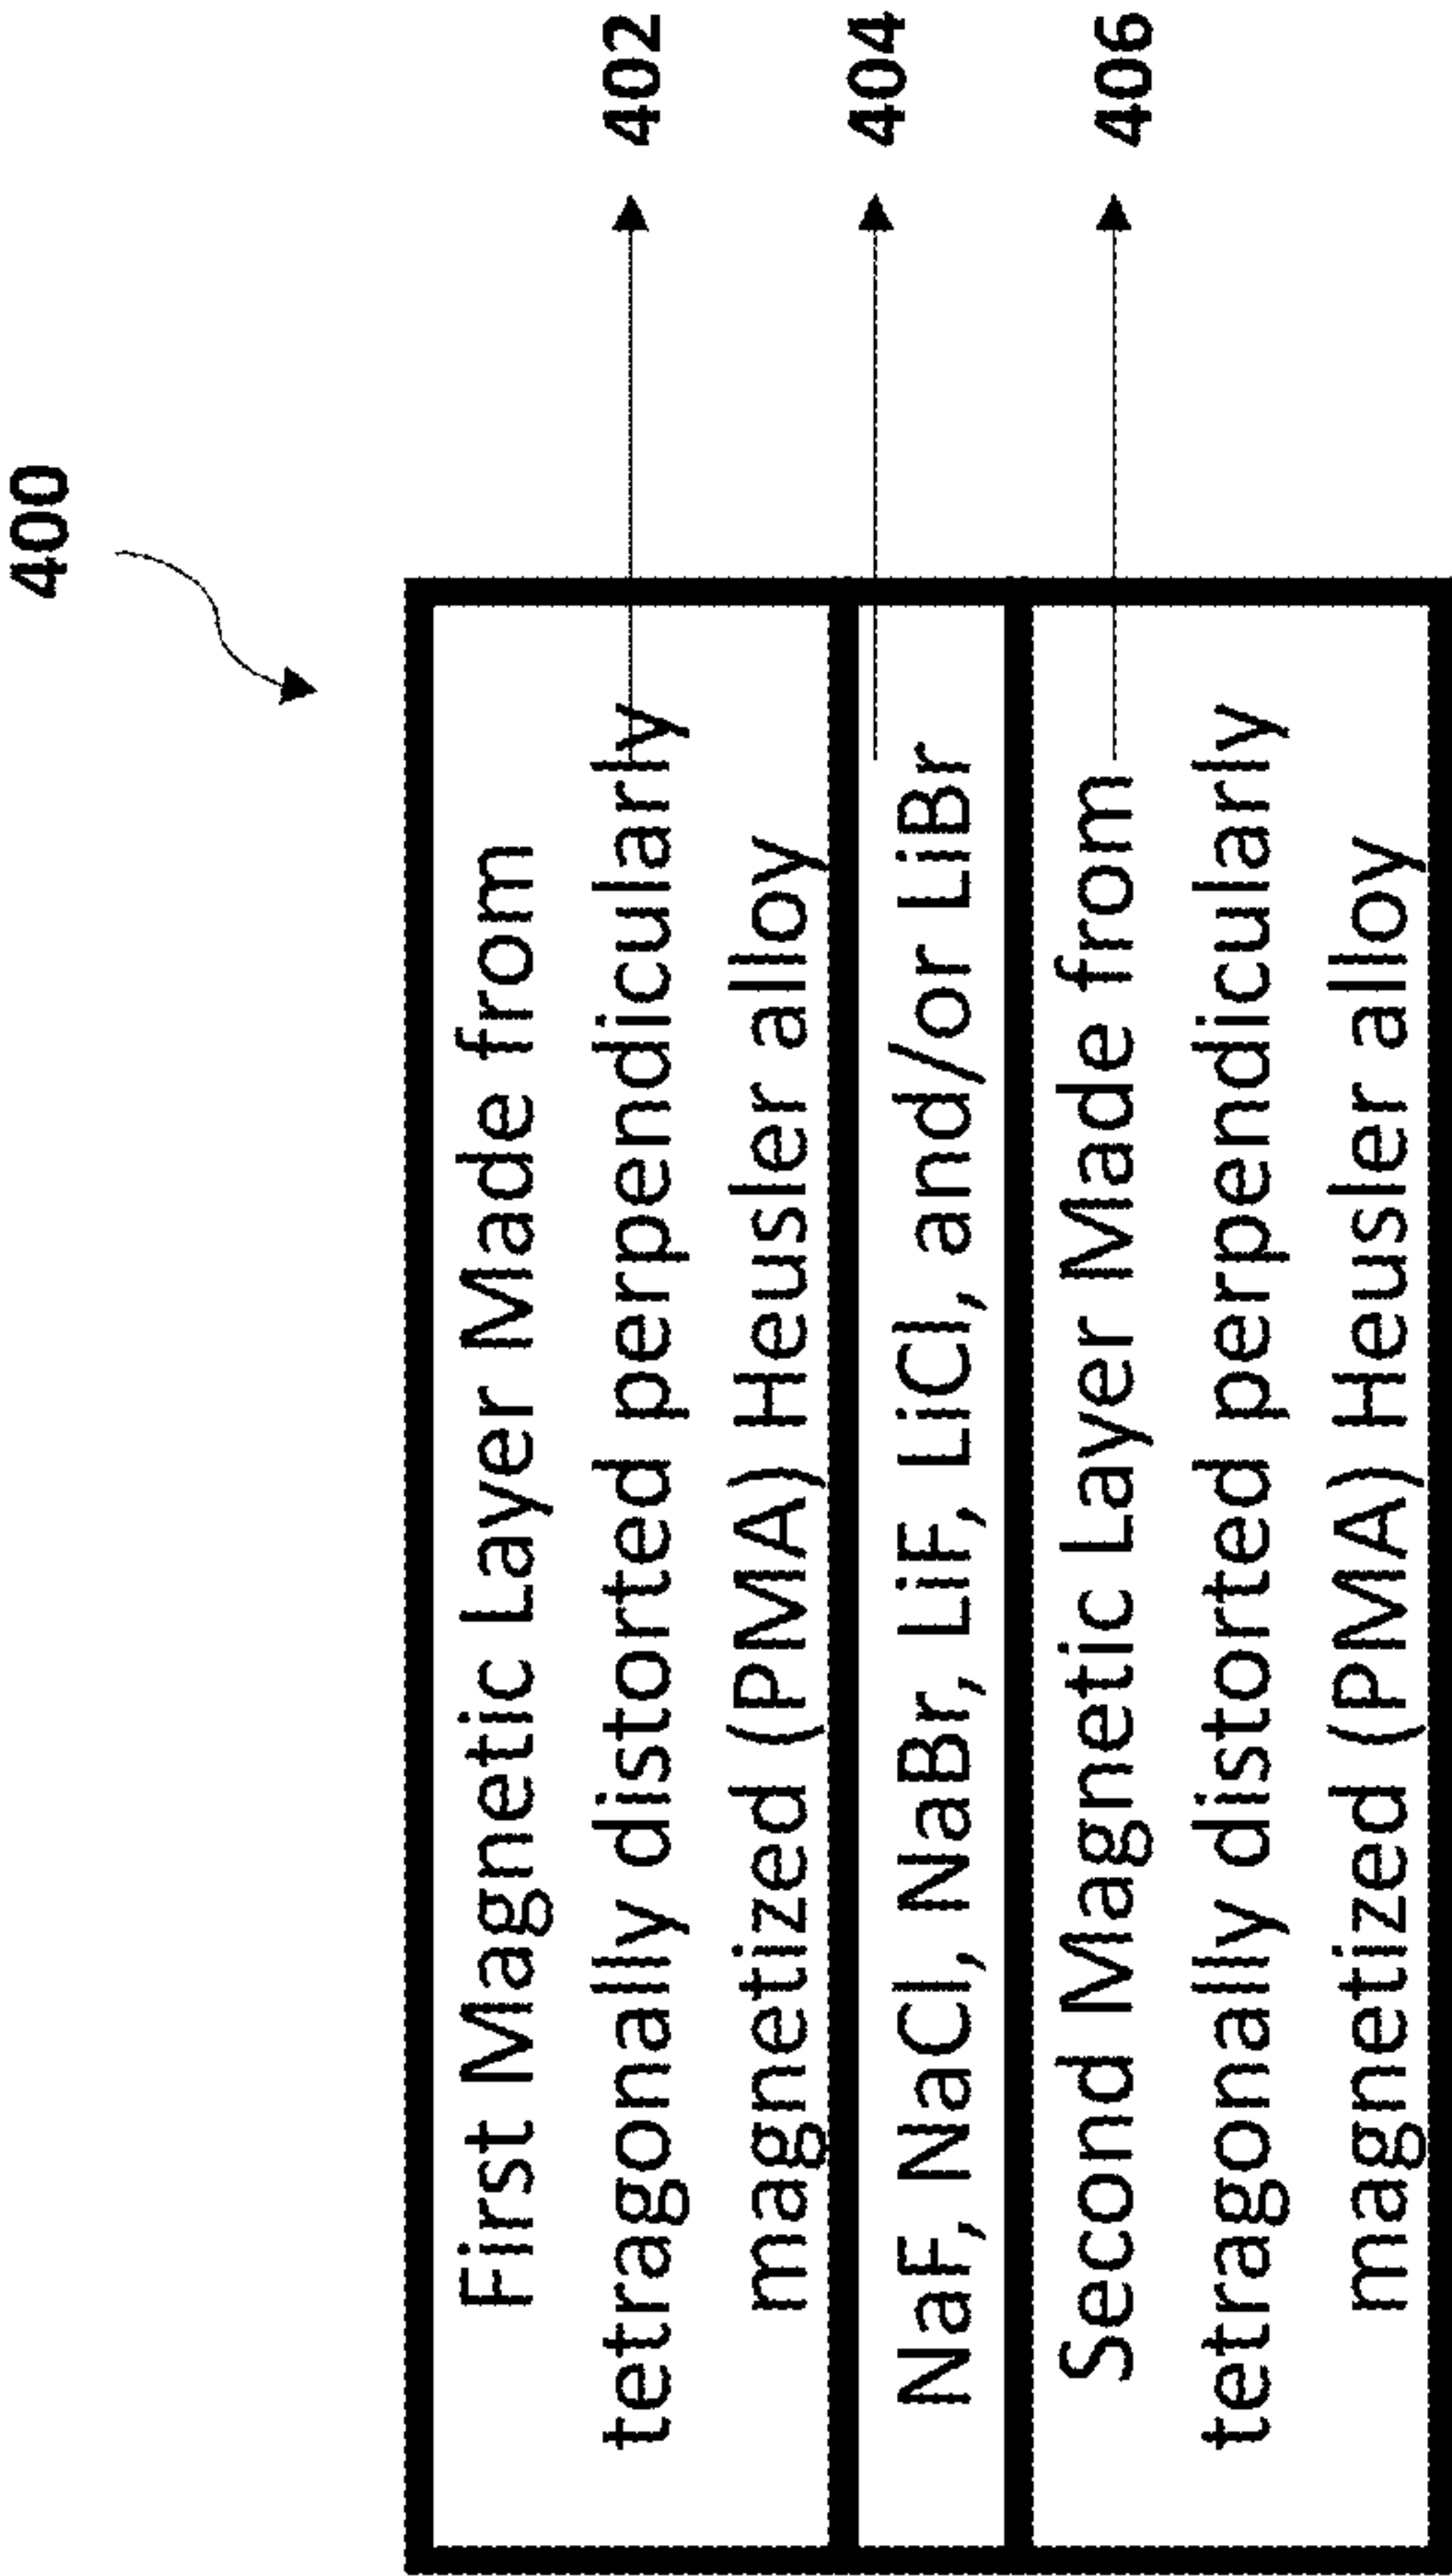 400
First Magnetic Layer Made from
tetragonally distorted perpendicularly
magnetized (PMA) Heusler alloy
402
NaF, NaCl, NaBr, LiF, LiCl, and/or LiBr
404
Second Magnetic Layer Made from
tetragonally distorted perpendicularly
magnetized (PMA) Heusler alloy
406